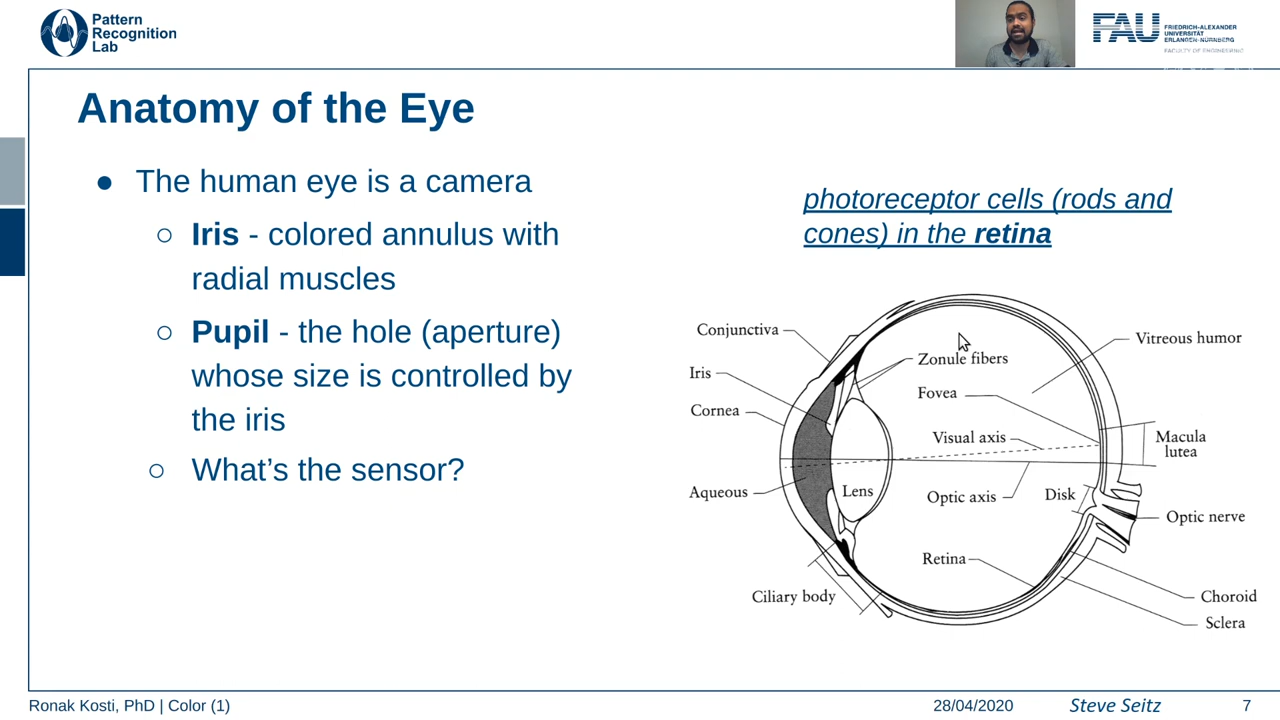 Pattern
Recognition
Lab
FAU
FRIEDRICH-ALEXANDER
UNIVERSITÄT
ERLANGEN-NÜRNBERG
FACULTY OF ENGINEERING
Anatomy of the Eye
● The human eye is a camera
○ Iris - colored annulus with
radial muscles
○ Pupil - the hole (aperture)
whose size is controlled by
the iris
○ What's the sensor?
photoreceptor cells (rods and
cones) in the retina
Conjunctiva
Iris
Cornea
Aqueous
Ciliary body
Zonule fibers
Fovea
Visual axis
Lens
Optic axis
Disk
Retina
Vitreous humor
Macula
lutea
Optic nerve
Choroid
Sclera
Ronak Kosti, PhD | Color (1)
28/04/2020
Steve Seitz
7